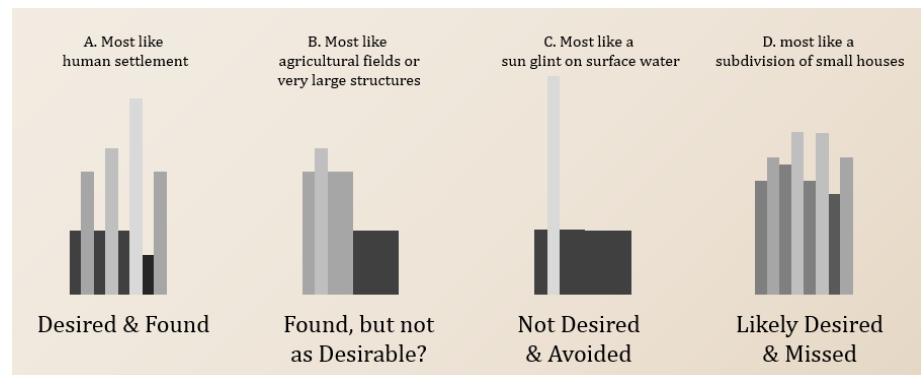 A. Most like
human settlement
B. Most like
agricultural fields or
very large structures
C. Most like a
sun glint on surface water
D. most like a
subdivision of small houses
Desired & Found
Found, but not
as Desirable?
Not Desired
& Avoided
Likely Desired
& Missed